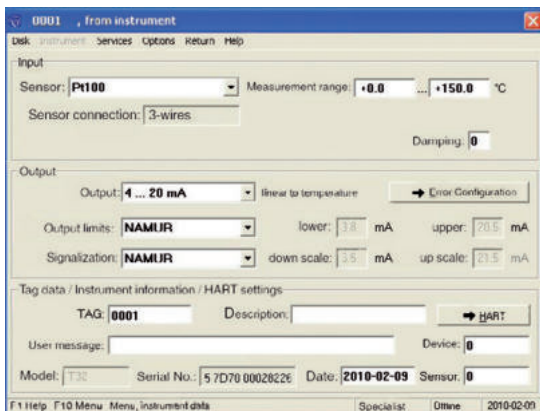 0001 , from instrument
Disk Instrument Services Options Return Help
Input
Sensor: Pt100 Measurement range: +0.0 ... +150.0 °C
Sensor connection: 3-wires
Damping: 0
Output
Output: 4 ... 20 mA linear to temperature → Error Configuration
Output limits: NAMUR lower: 3.8 mA upper: 20.5 mA
Signalization: NAMUR down scale: 3.5 mA up scale: 21.5 mA
Tag data / Instrument information / HART settings
TAG: 0001 Description: → HART
User message: Device: 0
Model: T32 Serial No.: 5 7D70 00028226 Date: 2010-02-09 Sensor: 0
F1 Help F10 Menu Menu, instrument data Specialist Offline 2010-02-09